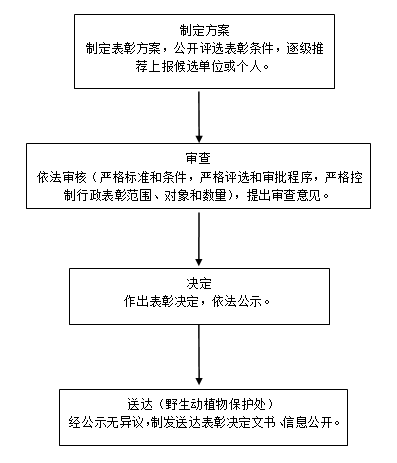 制定方案
制定表彰方案，公开评选表彰条件，逐级推
荐上报候选单位或个人。
审查
依法审核（严格标准和条件，严格评选和审批程序，严格控
制行政表彰范围、对象和数量），提出审查意见。
决定
作出表彰决定，依法公示。
送达（野生动植物保护处）
经公示无异议，制发送达表彰决定文书、信息公开。